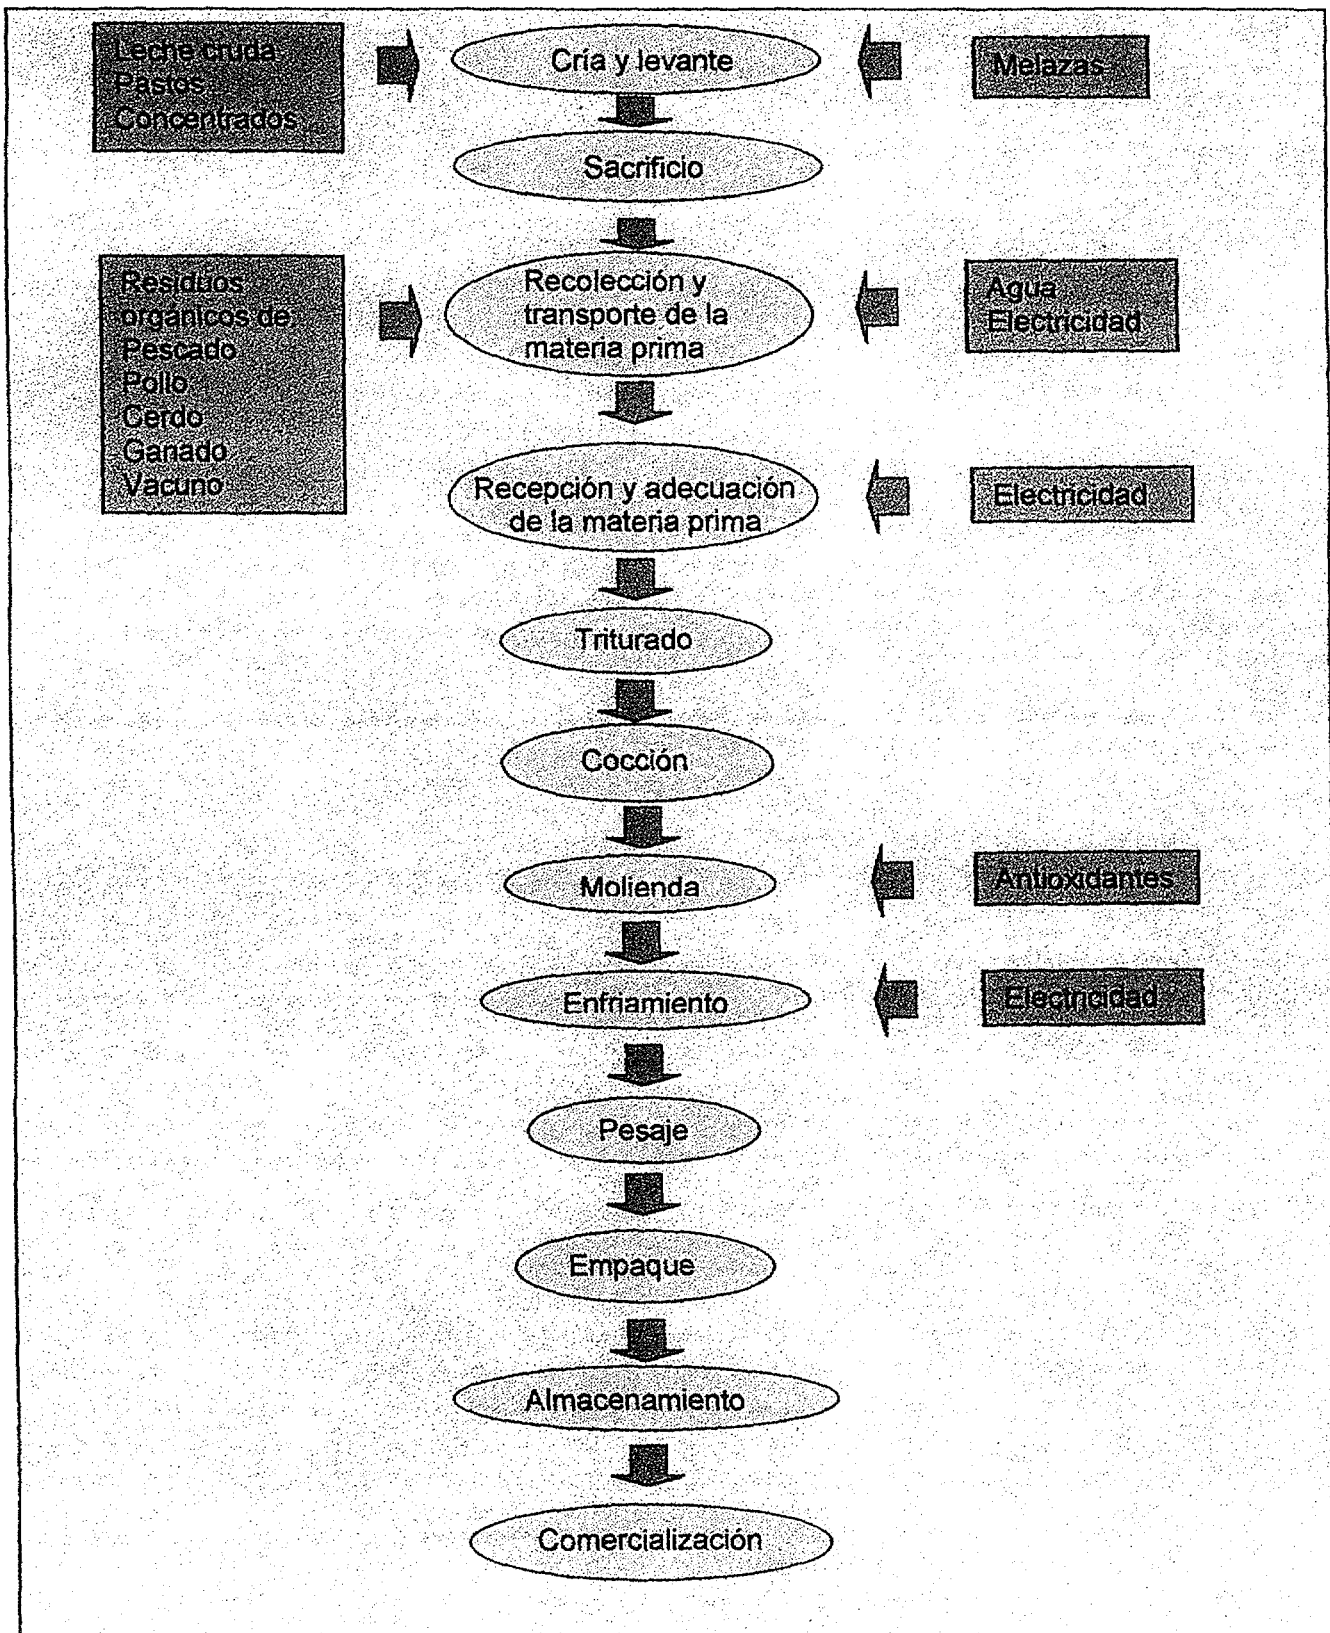 Leche cruda
Pastos
Concentrados
Cría y levante
Melazas
Sacrificio
Residuos
orgánicos de
Pescado
Pollo
Cerdo
Ganado
Vacuno
Recolección y
transporte de la
materia prima
Agua
Electricidad
Recepción y adecuación
de la materia prima
Electricidad
Triturado
Cocción
Molienda
Antioxidantes
Enfriamiento
Electricidad
Pesaje
Empaque
Almacenamiento
Comercialización